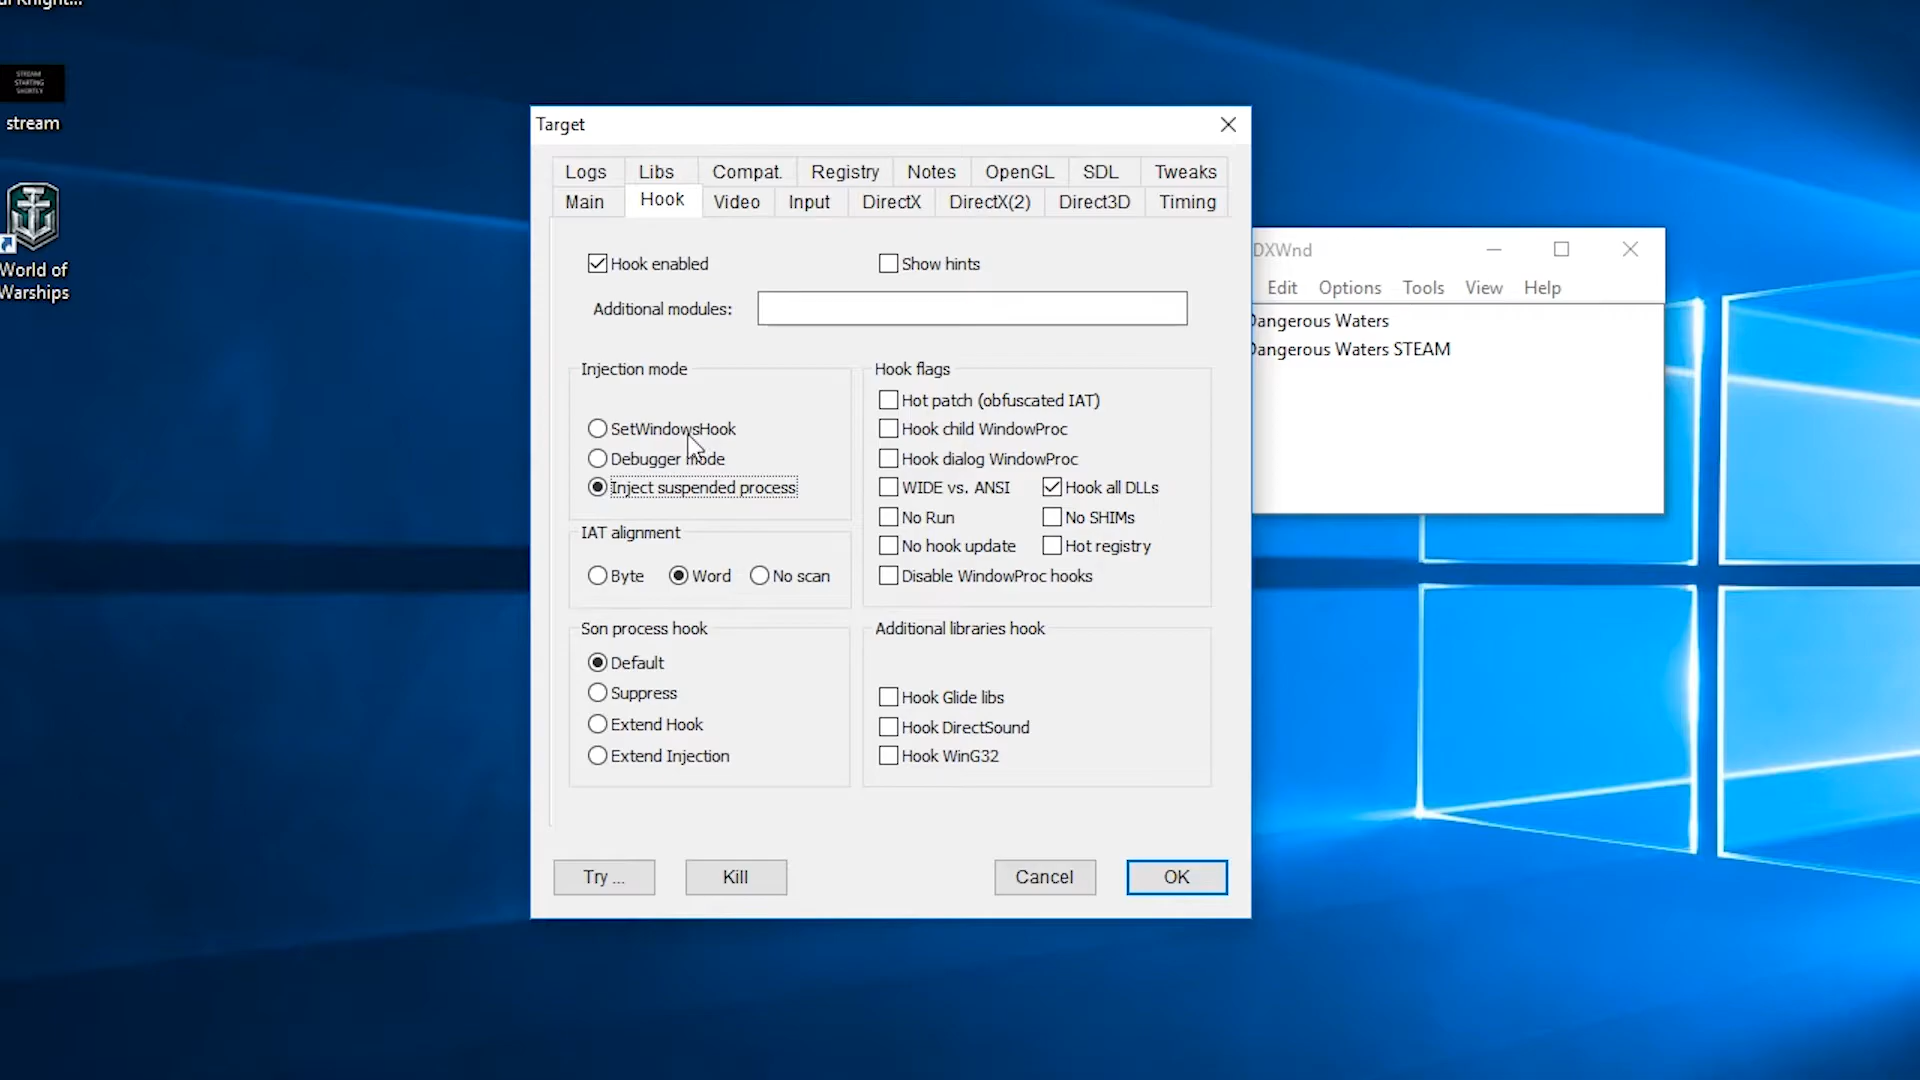 STREAM
STARTING
SHORTLY
stream
World of
Warships
Target
Logs Libs Compat. Registry Notes OpenGL SDL Tweaks
Main Hook Video Input DirectX DirectX(2) Direct3D Timing
Hook enabled Show hints
Additional modules:
Injection mode
SetWindowsHook
Debugger mode
Inject suspended process
IAT alignment
Byte Word No scan
Son process hook
Default
Suppress
Extend Hook
Extend Injection
Hook flags
Hot patch (obfuscated IAT)
Hook child WindowProc
Hook dialog WindowProc
WIDE vs. ANSI Hook all DLLs
No Run No SHIMs
No hook update Hot registry
Disable WindowProc hooks
Additional libraries hook
Hook Glide libs
Hook DirectSound
Hook WinG32
Try ... Kill Cancel OK
DXWnd
Edit Options Tools View Help
Dangerous Waters
Dangerous Waters STEAM